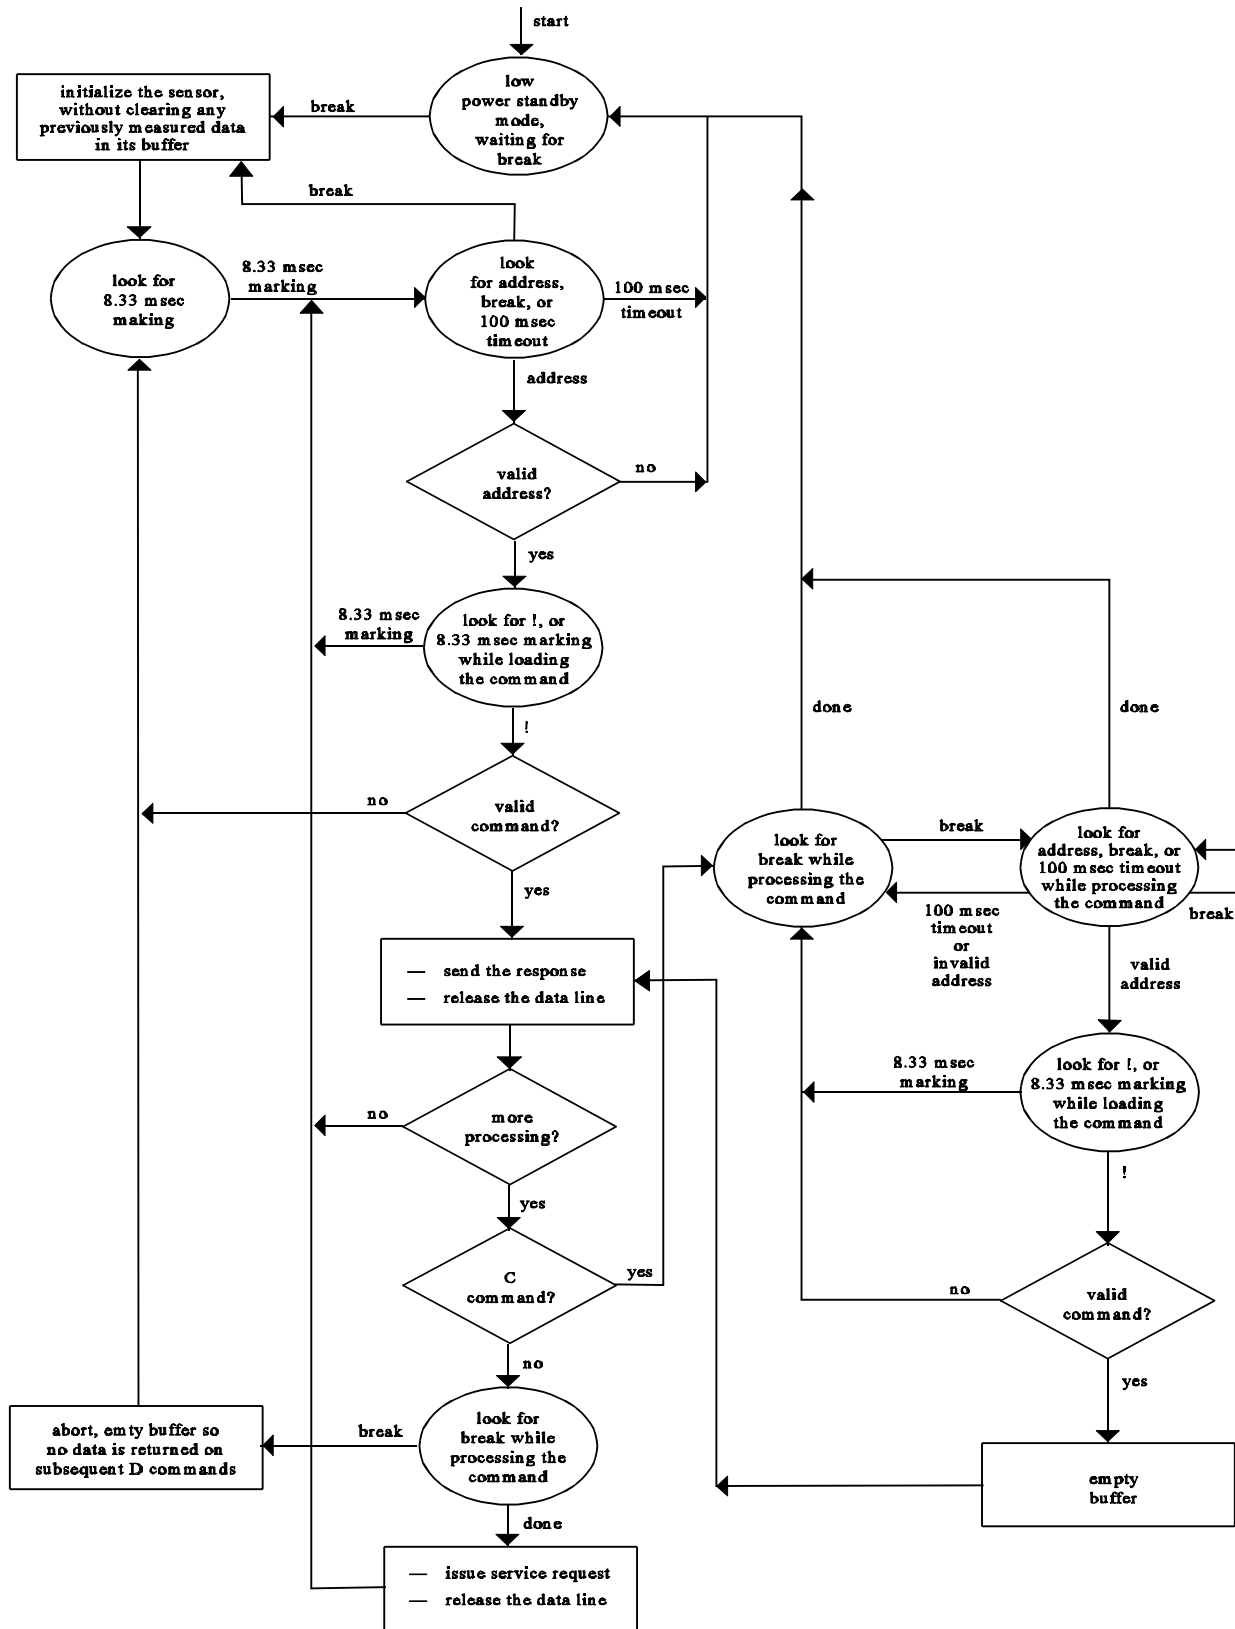 start
low
power standby
mode,
waiting for
break
break
initialize the sensor,
without clearing any
previously measured data
in its buffer
break
look for
8.33 msec
making
8.33 msec
marking
look
for address,
break, or
100 msec
timeout
100 msec
timeout
address
valid
address?
no
yes
8.33 msec
marking
look for !, or
8.33 msec marking
while loading
the command
!
no
valid
command?
yes
— send the response
— release the data line
no
more
processing?
yes
C
command?
yes
no
abort, emty buffer so
no data is returned on
subsequent D commands
break
look for
break while
processing the
command
done
— issue service request
— release the data line
done
done
look for
break while
processing the
command
break
look for
address, break, or
100 msec timeout
while processing
the command
break
100 msec
timeout
or
invalid
address
valid
address
8.33 msec
marking
look for !, or
8.33 msec marking
while loading
the command
!
no
valid
command?
yes
empty
buffer